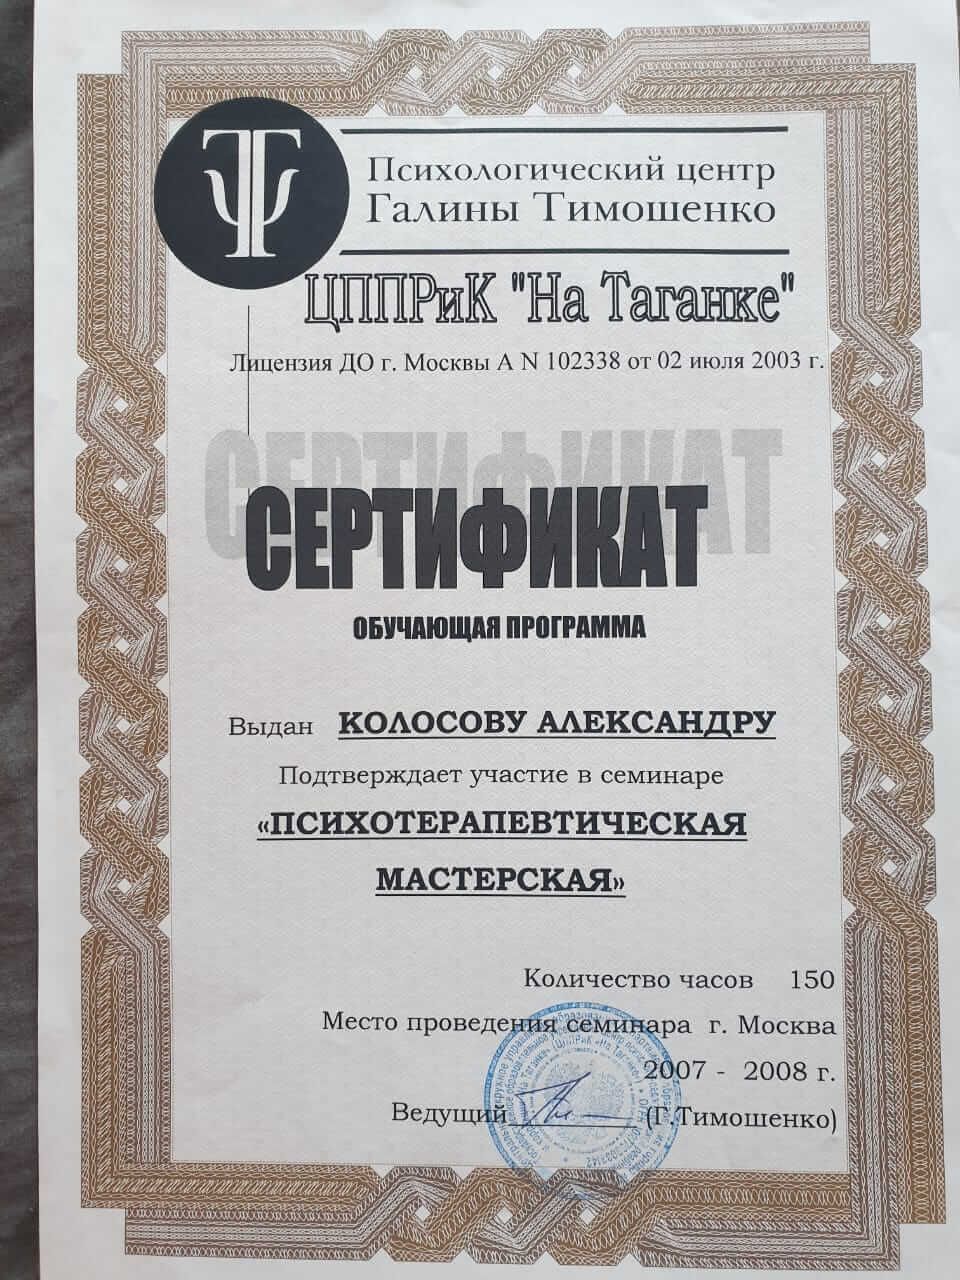 Психологический центр
Галины Тимошенко
ЦППРиК "На Таганке"
Лицензия ДО г. Москвы А N 102338 от 02 июля 2003 г.
СЕРТИФИКАТ
СЕРТИФИКАТ
ОБУЧАЮЩАЯ ПРОГРАММА
Выдан КОЛОСОВУ АЛЕКСАНДРУ
Подтверждает участие в семинаре
«ПСИХОТЕРАПЕВТИЧЕСКАЯ
МАСТЕРСКАЯ»
Количество часов 150
Место проведения семинара г. Москва
2007 - 2008 г.
Ведущий (Г.Тимошенко)